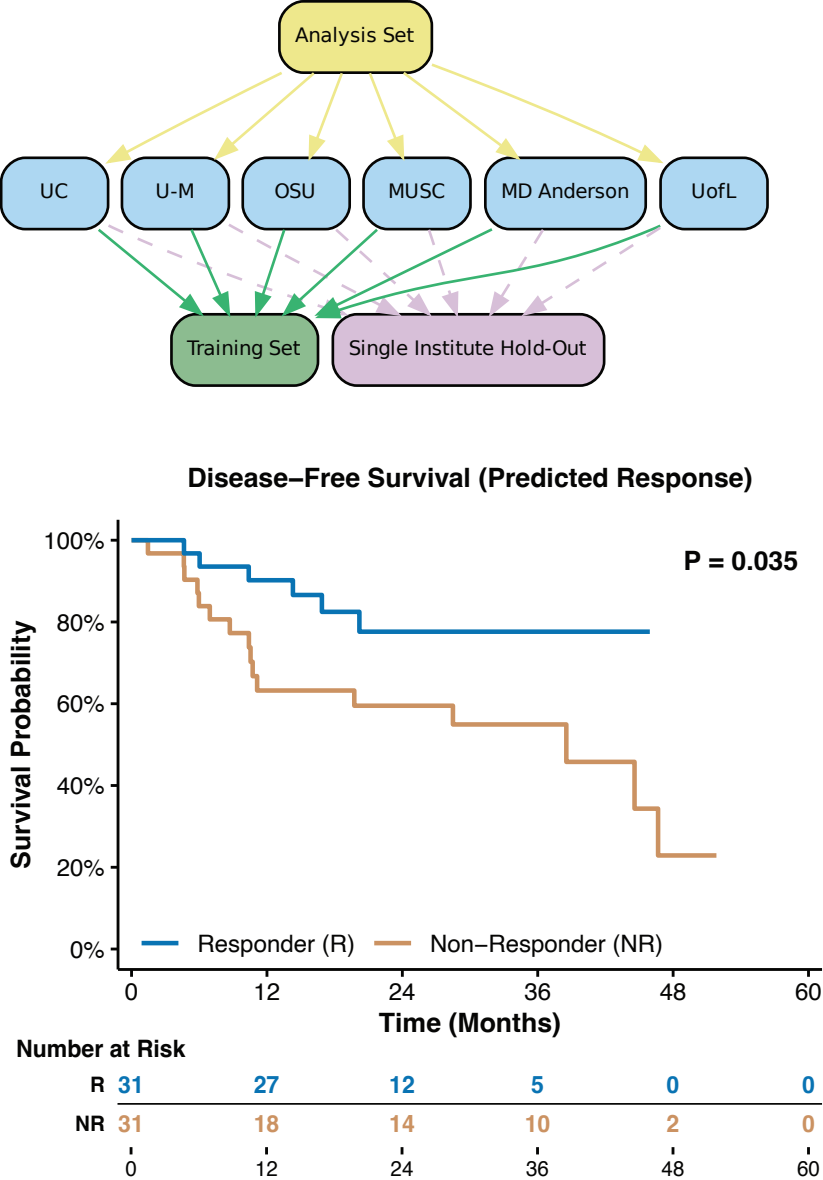 Analysis Set
UC U-M OSU MUSC MD Anderson UofL
Training Set Single Institute Hold-Out
Disease–Free Survival (Predicted Response)
P = 0.035
Survival Probability
100%
80%
60%
40%
20%
0%
Responder (R) Non–Responder (NR)
0 12 24 36 48 60
Time (Months)
Number at Risk
R 31 27 12 5 0 0
NR 31 18 14 10 2 0
0 12 24 36 48 60